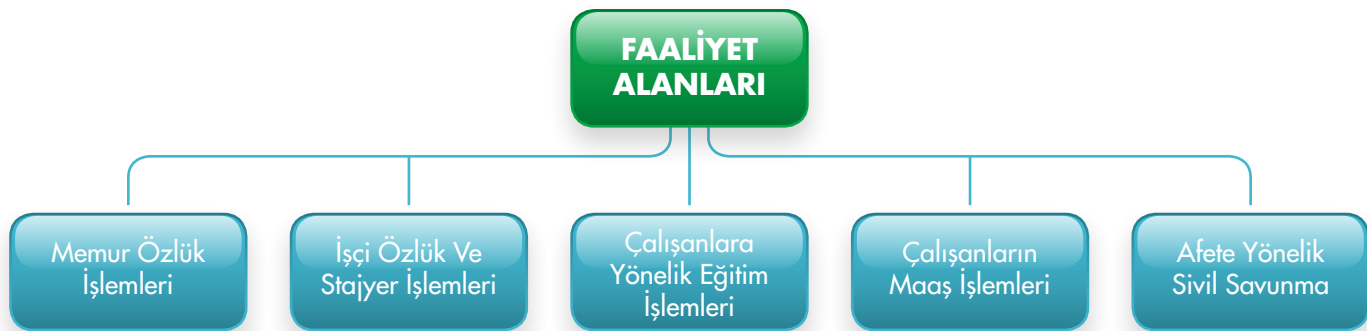 FAALİYET
ALANLARI
Memur Özlük
İşlemleri
İşçi Özlük Ve
Stajyer İşlemleri
Çalışanlara
Yönelik Eğitim
İşlemleri
Çalışanların
Maaş İşlemleri
Afete Yönelik
Sivil Savunma